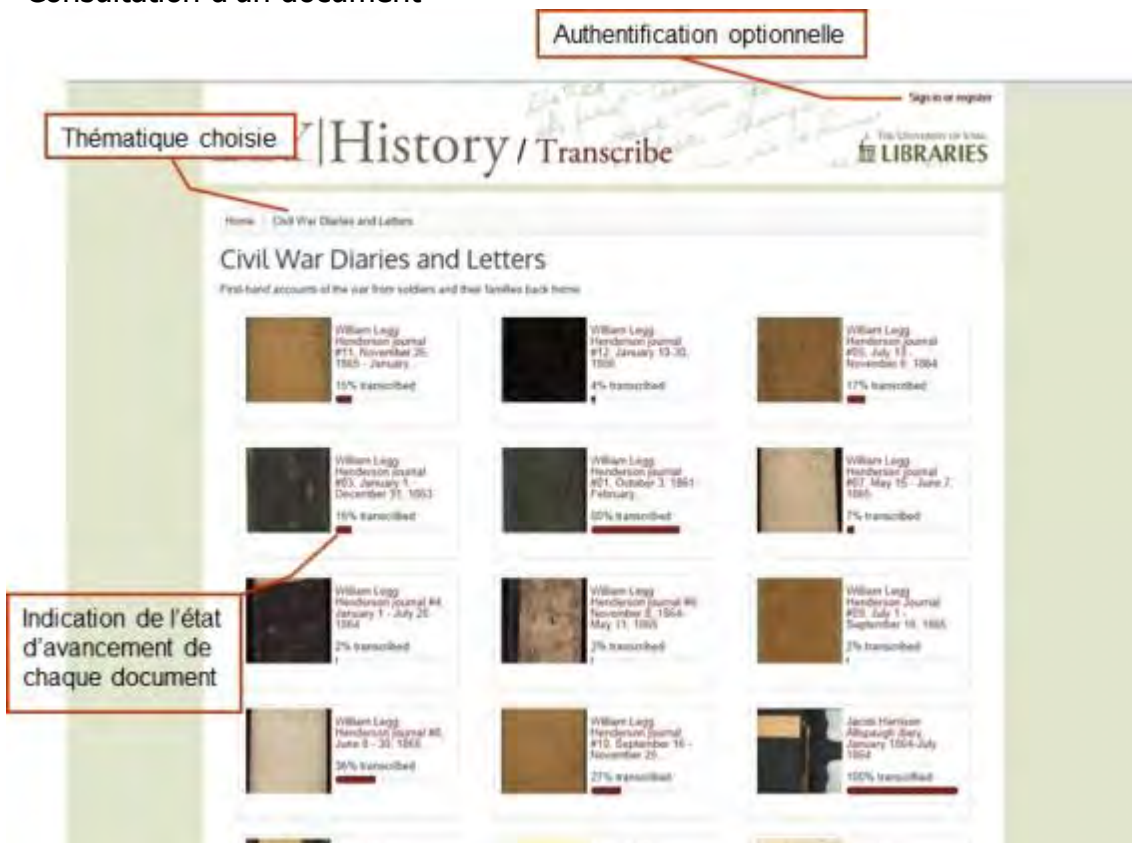 Consultation d'un document
Authentification optionnelle
Sign in or register
Thématique choisie
Y|History / Transcribe
THE UNIVERSITY OF IOWA
LIBRARIES
Home
Civil War Diaries and Letters
Civil War Diaries and Letters
First-hand accounts of the war from soldiers and their families back home
William Legg
Henderson journal
#11, November 26,
1865 - January
15% transcribed
William Legg
Henderson journal
#12, January 10-30,
1866
4% transcribed
William Legg
Henderson journal
#05, July 13 -
November 6, 1864
17% transcribed
William Legg
Henderson journal
#03, January 1
December 31, 1863
15% transcribed
William Legg
Henderson journal
#01, October 3, 1861-
February
80% transcribed
William Legg
Henderson journal
#07, May 15 - June 7,
1865
7% transcribed
Indication de l'état
d'avancement de
chaque document
William Legg
Henderson journal #4,
January 1 - July 20
1864
2% transcribed
William Legg
Henderson journal #6,
November 8, 1864-
May 11, 1865
2% transcribed
William Legg
Henderson Journal
#09, July 1 -
September 16, 1865
2% transcribed
William Legg
Henderson journal #8,
June 8 - 30, 1865
36% transcribed
William Legg
Henderson journal
#10, September 16 -
November 25
27% transcribed
Jacob Harrison
Allspaugh diary,
January 1864-July
1864
100% transcribed